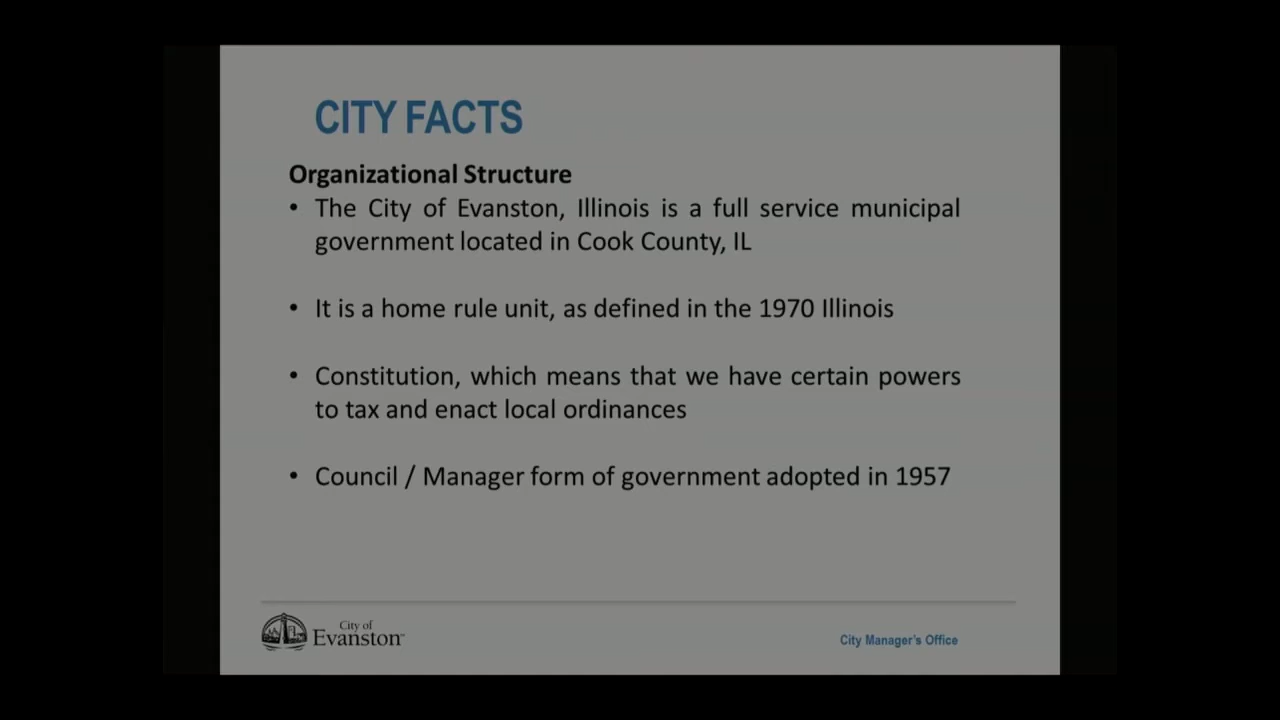 CITY FACTS
Organizational Structure
• The City of Evanston, Illinois is a full service municipal
government located in Cook County, IL
• It is a home rule unit, as defined in the 1970 Illinois
• Constitution, which means that we have certain powers
to tax and enact local ordinances
• Council / Manager form of government adopted in 1957
City of
Evanston™
City Manager's Office